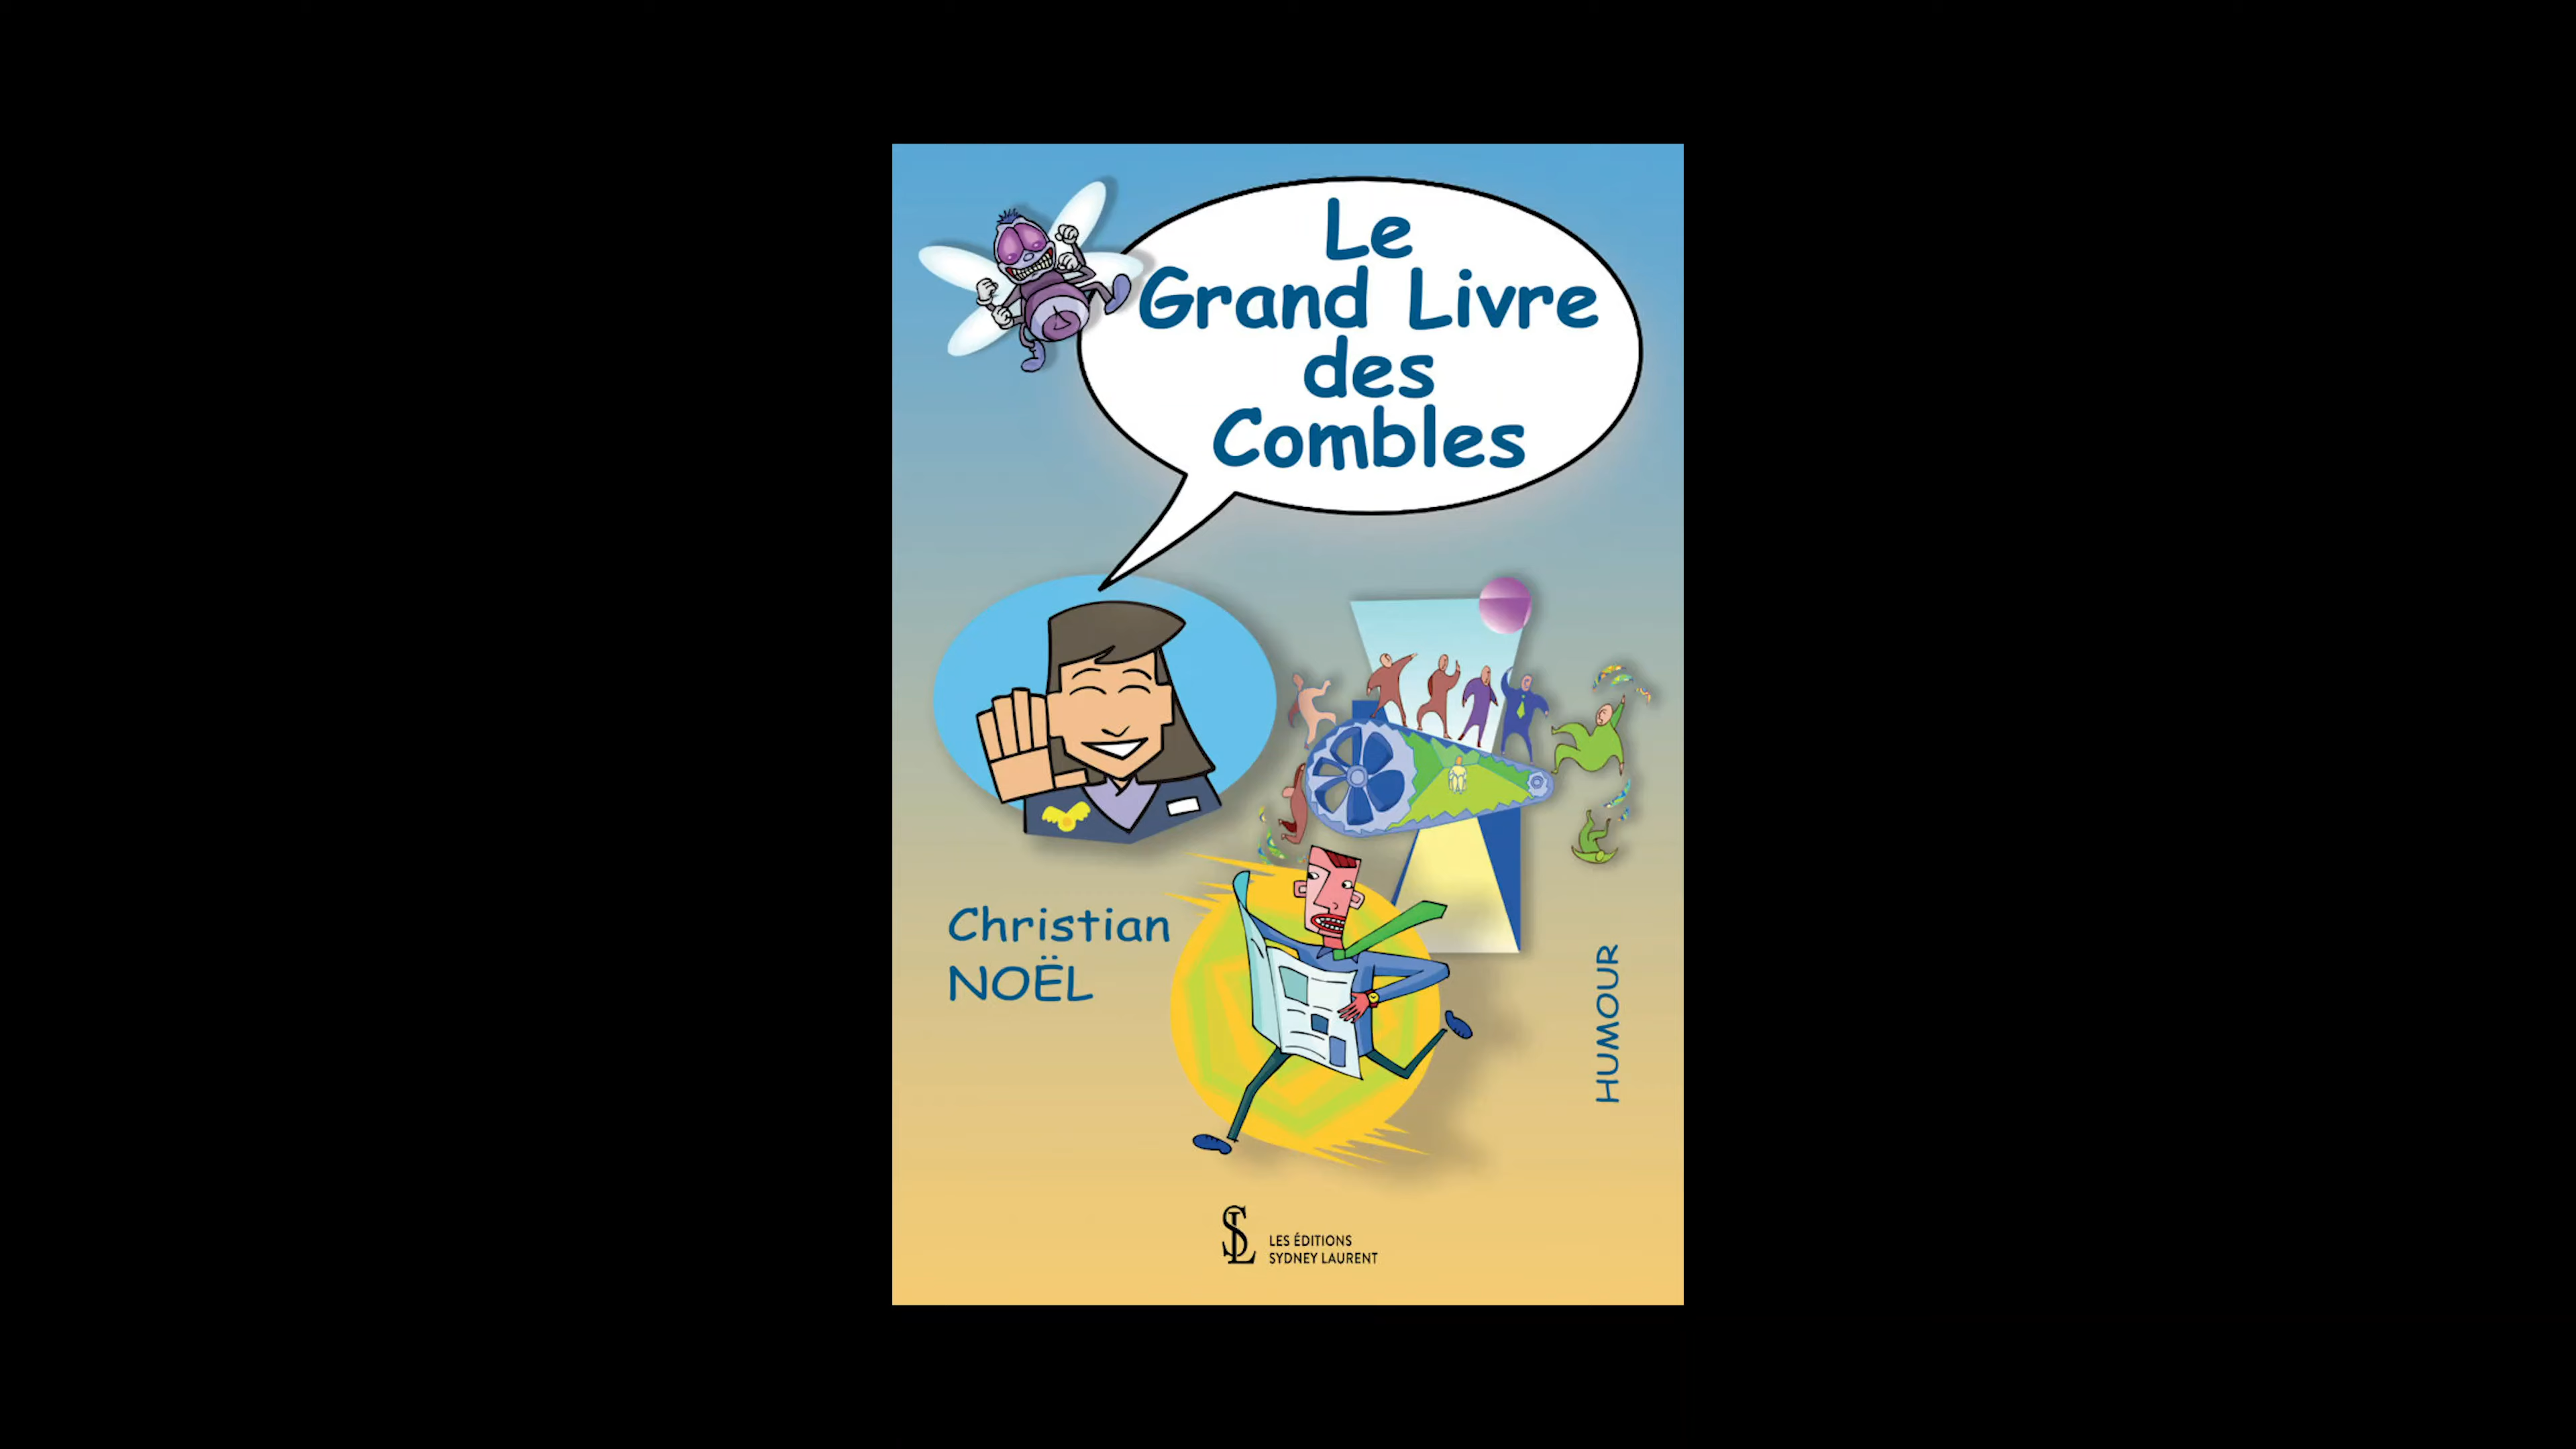 Le
Grand Livre
des
Combles
Christian
NOËL
HUMOUR
SL
LES ÉDITIONS
SYDNEY LAURENT